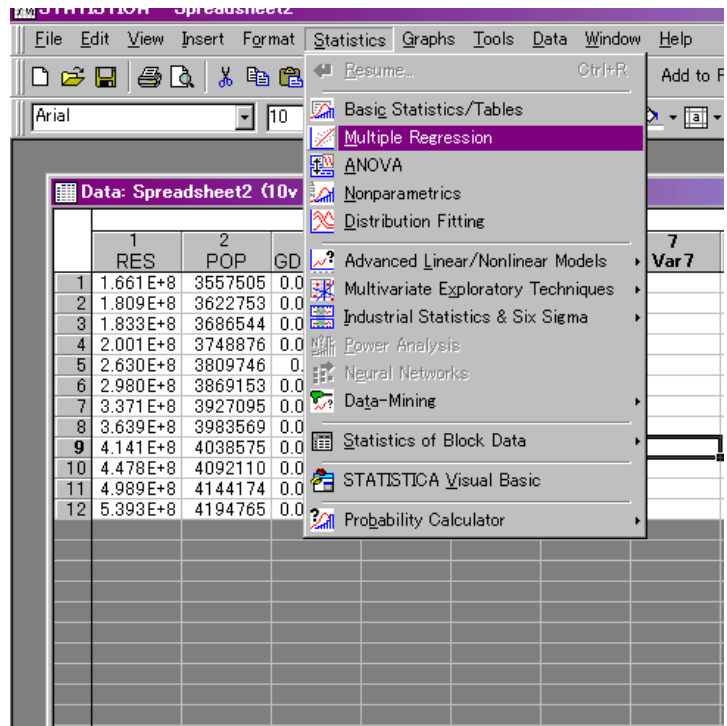 STATISTICA - Spreadsheet2
File Edit View Insert Format Statistics Graphs Tools Data Window Help
Resume... Ctrl+R
Add to
Arial 10
Basic Statistics/Tables
Multiple Regression
ANOVA
Nonparametrics
Distribution Fitting
Advanced Linear/Nonlinear Models
Multivariate Exploratory Techniques
Industrial Statistics & Six Sigma
Power Analysis
Neural Networks
Data-Mining
Statistics of Block Data
STATISTICA Visual Basic
Probability Calculator
Data: Spreadsheet2 (10v
1 2 7
RES POP GD Var7
1 1.661E+8 3557505 0.0
2 1.809E+8 3622753 0.0
3 1.833E+8 3686544 0.0
4 2.001E+8 3748876 0.0
5 2.630E+8 3809746 0.
6 2.980E+8 3869153 0.0
7 3.371E+8 3927095 0.0
8 3.639E+8 3983569 0.0
9 4.141E+8 4038575 0.0
10 4.478E+8 4092110 0.0
11 4.989E+8 4144174 0.0
12 5.393E+8 4194765 0.0